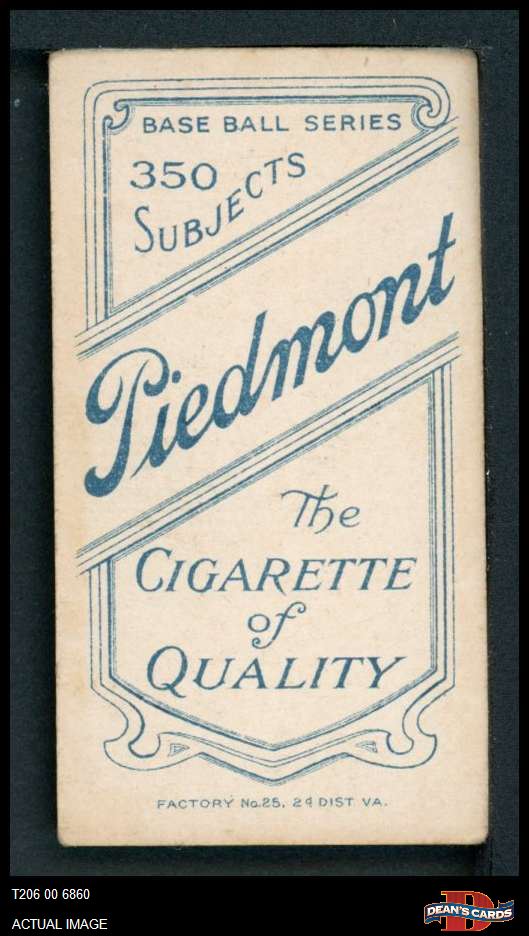 BASE BALL SERIES
350
SUBJECTS
Piedmont
The
CIGARETTE
of
QUALITY
FACTORY No.25, 2d DIST. VA.
T206 00 6860
ACTUAL IMAGE
DEAN'S CARDS